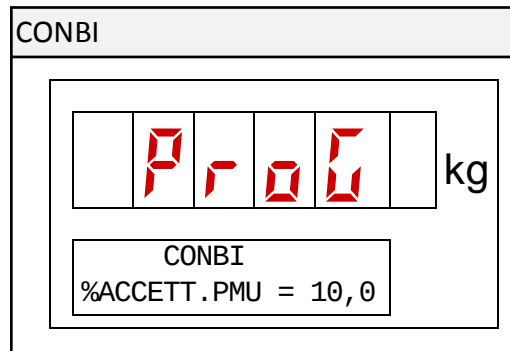 CONBI
ProG kg
CONBI
%ACCETT.PMU = 10,0